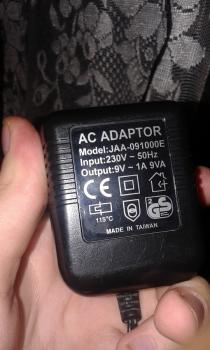 AC ADAPTOR
Model:JAA-091000E
Input:230V ~ 50Hz
Output:9V ~ 1A 9VA
CE
115°C
GS
MADE IN TAIWAN